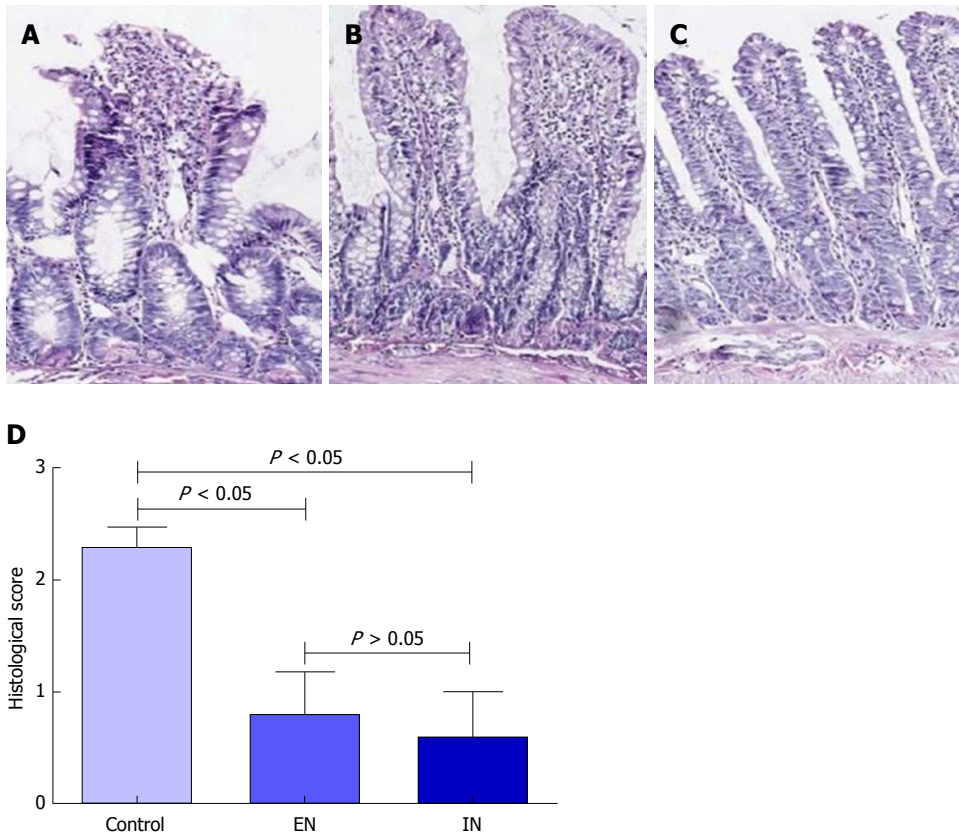 A
B
C
D
P < 0.05
P < 0.05
P > 0.05
Histological score
3
2
1
0
Control
EN
IN